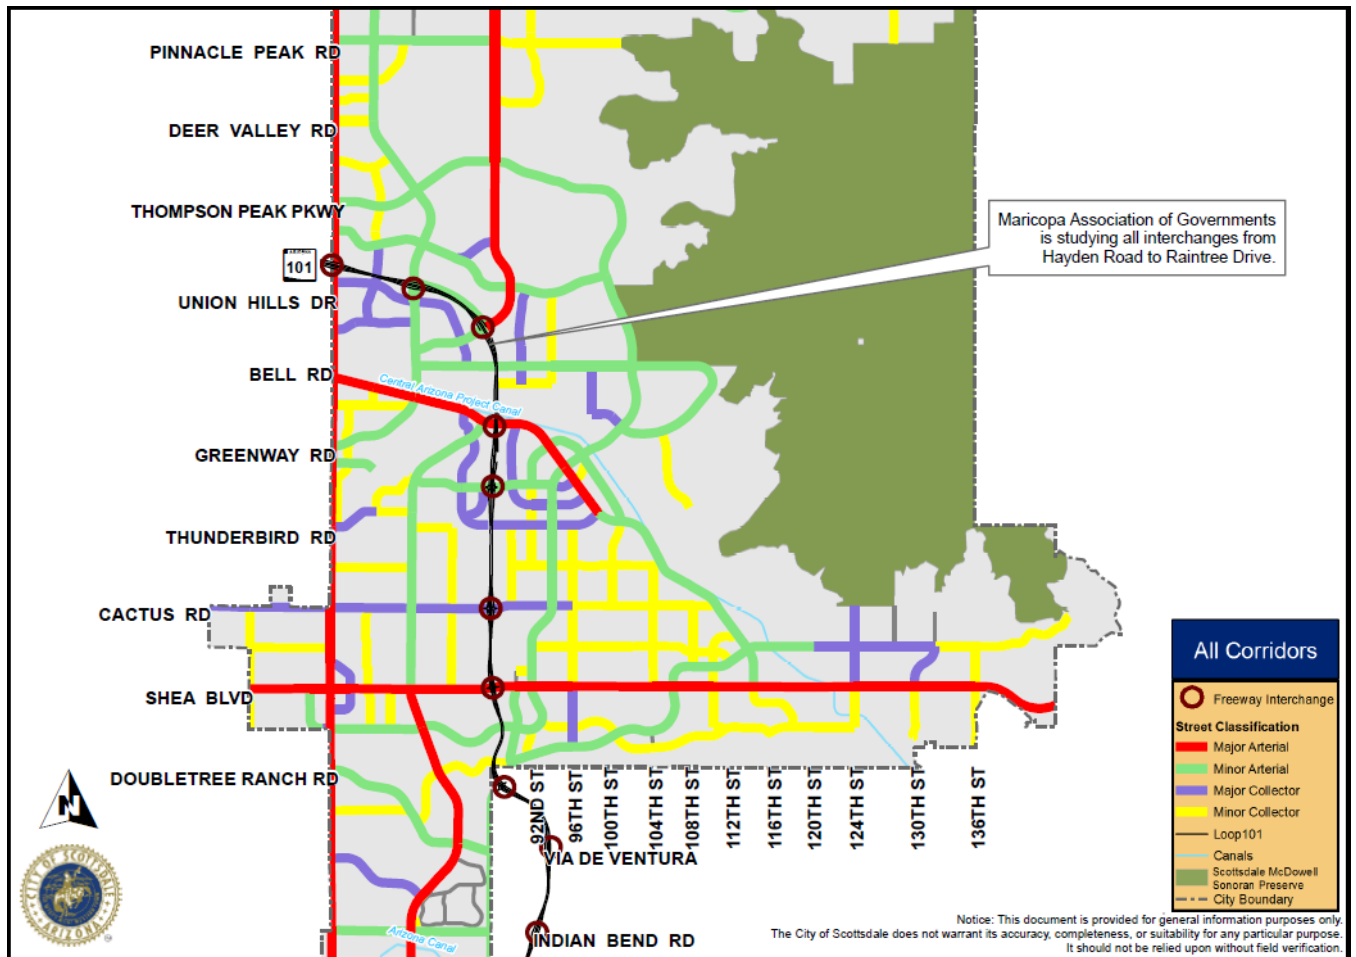 PINNACLE PEAK RD
DEER VALLEY RD
THOMPSON PEAK PKWY
101
UNION HILLS DR
BELL RD
GREENWAY RD
THUNDERBIRD RD
CACTUS RD
SHEA BLVD
DOUBLETREE RANCH RD
Maricopa Association of Governments
is studying all interchanges from
Hayden Road to Raintree Drive.
Central Arizona Project Canal
92ND ST
96TH ST
100TH ST
104TH ST
108TH ST
112TH ST
116TH ST
120TH ST
124TH ST
130TH ST
136TH ST
VIA DE VENTURA
INDIAN BEND RD
Arizona Canal
N
CITY OF SCOTTSDALE
ARIZONA
All Corridors
Freeway Interchange
Street Classification
Major Arterial
Minor Arterial
Major Collector
Minor Collector
Loop101
Canals
Scottsdale McDowell
Sonoran Preserve
City Boundary
Notice: This document is provided for general information purposes only.
The City of Scottsdale does not warrant its accuracy, completeness, or suitability for any particular purpose.
It should not be relied upon without field verification.